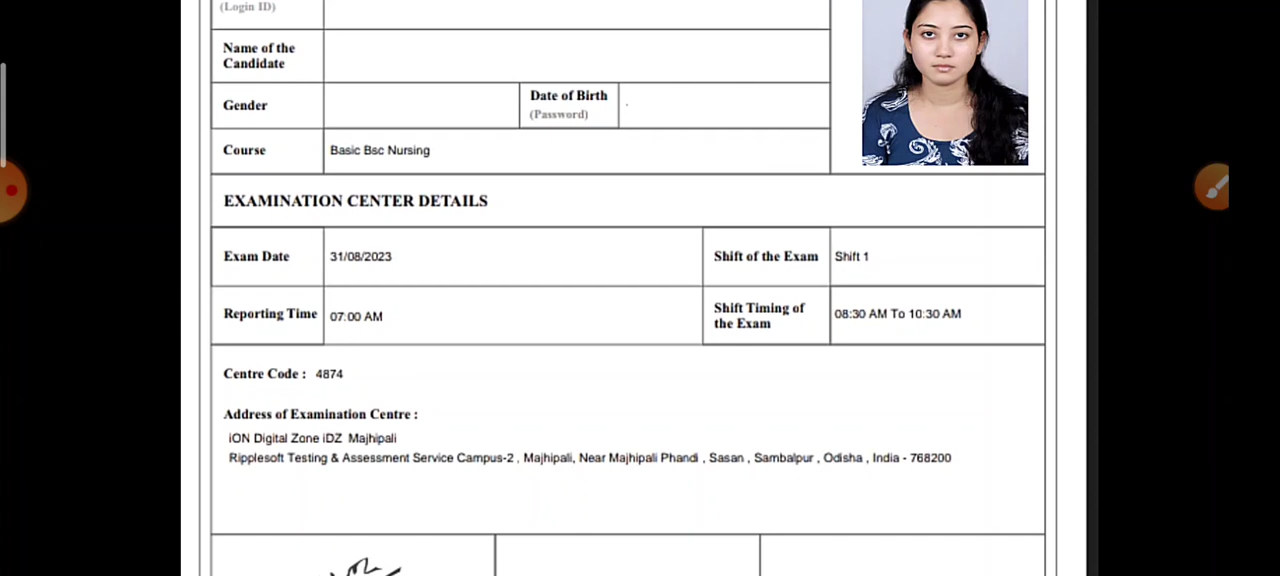 (Login ID)
Name of the
Candidate
Gender
Date of Birth
(Password)
Course
Basic Bsc Nursing
EXAMINATION CENTER DETAILS
Exam Date
31/08/2023
Shift of the Exam
Shift 1
Reporting Time
07:00 AM
Shift Timing of
the Exam
08:30 AM To 10:30 AM
Centre Code : 4874
Address of Examination Centre :
iON Digital Zone iDZ Majhipali
Ripplesoft Testing & Assessment Service Campus-2 , Majhipali, Near Majhipali Phandi , Sasan , Sambalpur , Odisha , India - 768200